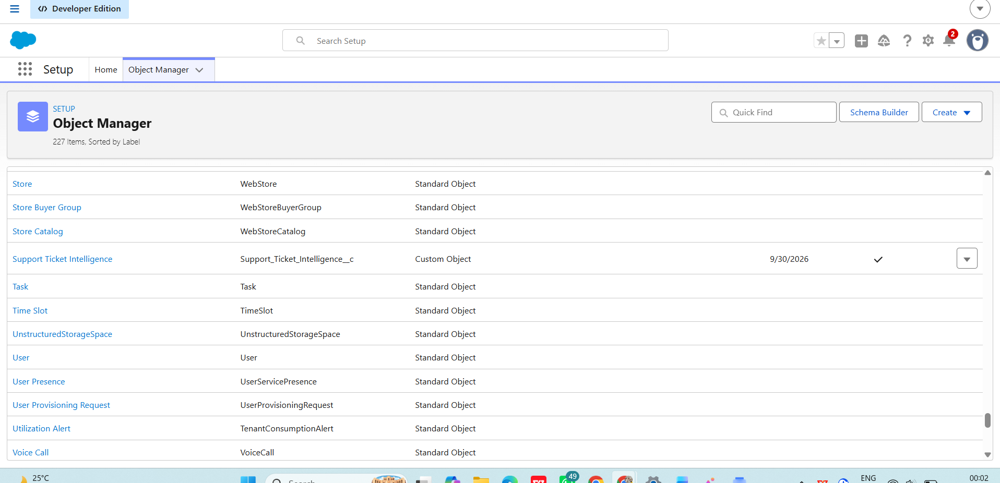 Developer Edition
Search Setup
2
Setup
Home
Object Manager
SETUP
Object Manager
227 Items, Sorted by Label
Quick Find
Schema Builder
Create
Store WebStore Standard Object
Store Buyer Group WebStoreBuyerGroup Standard Object
Store Catalog WebStoreCatalog Standard Object
Support Ticket Intelligence Support_Ticket_Intelligence__c Custom Object 9/30/2026
Task Task Standard Object
Time Slot TimeSlot Standard Object
UnstructuredStorageSpace UnstructuredStorageSpace Standard Object
User User Standard Object
User Presence UserServicePresence Standard Object
User Provisioning Request UserProvisioningRequest Standard Object
Utilization Alert TenantConsumptionAlert Standard Object
Voice Call VoiceCall Standard Object
25°C
Search
49
ENG
00:02